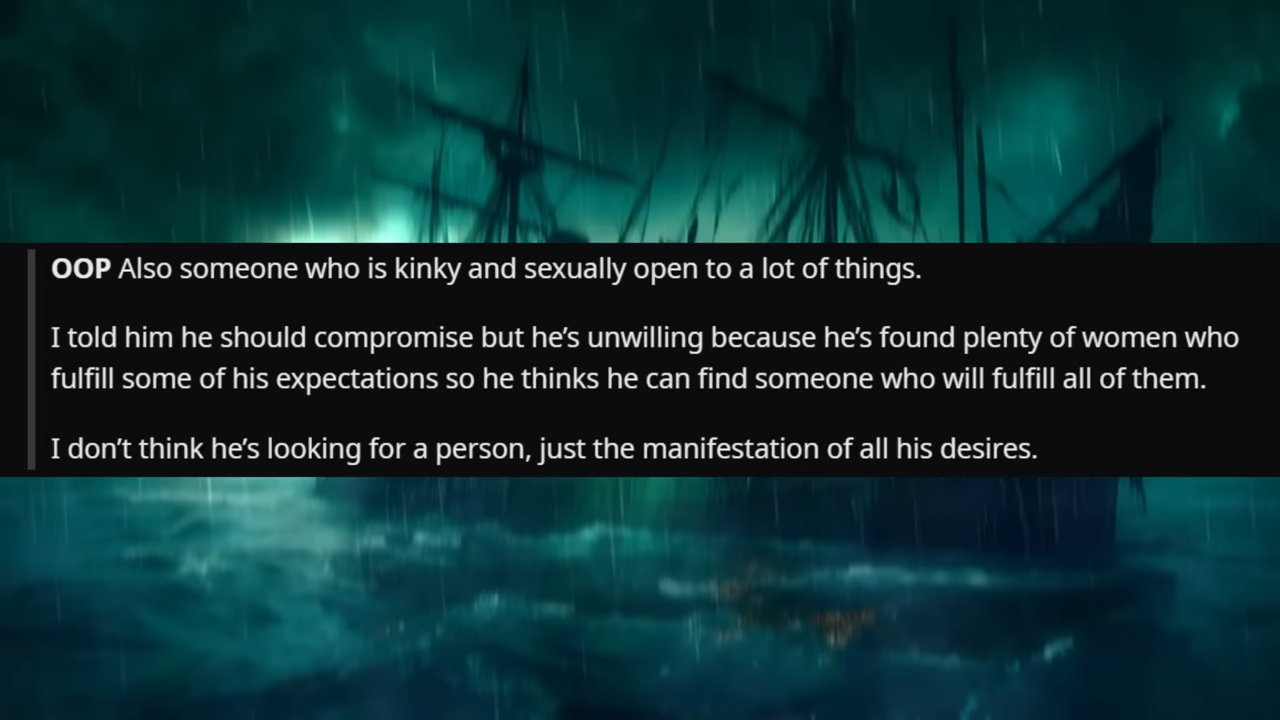 OOP Also someone who is kinky and sexually open to a lot of things.
I told him he should compromise but he’s unwilling because he’s found plenty of women who
fulfill some of his expectations so he thinks he can find someone who will fulfill all of them.
I don’t think he’s looking for a person, just the manifestation of all his desires.